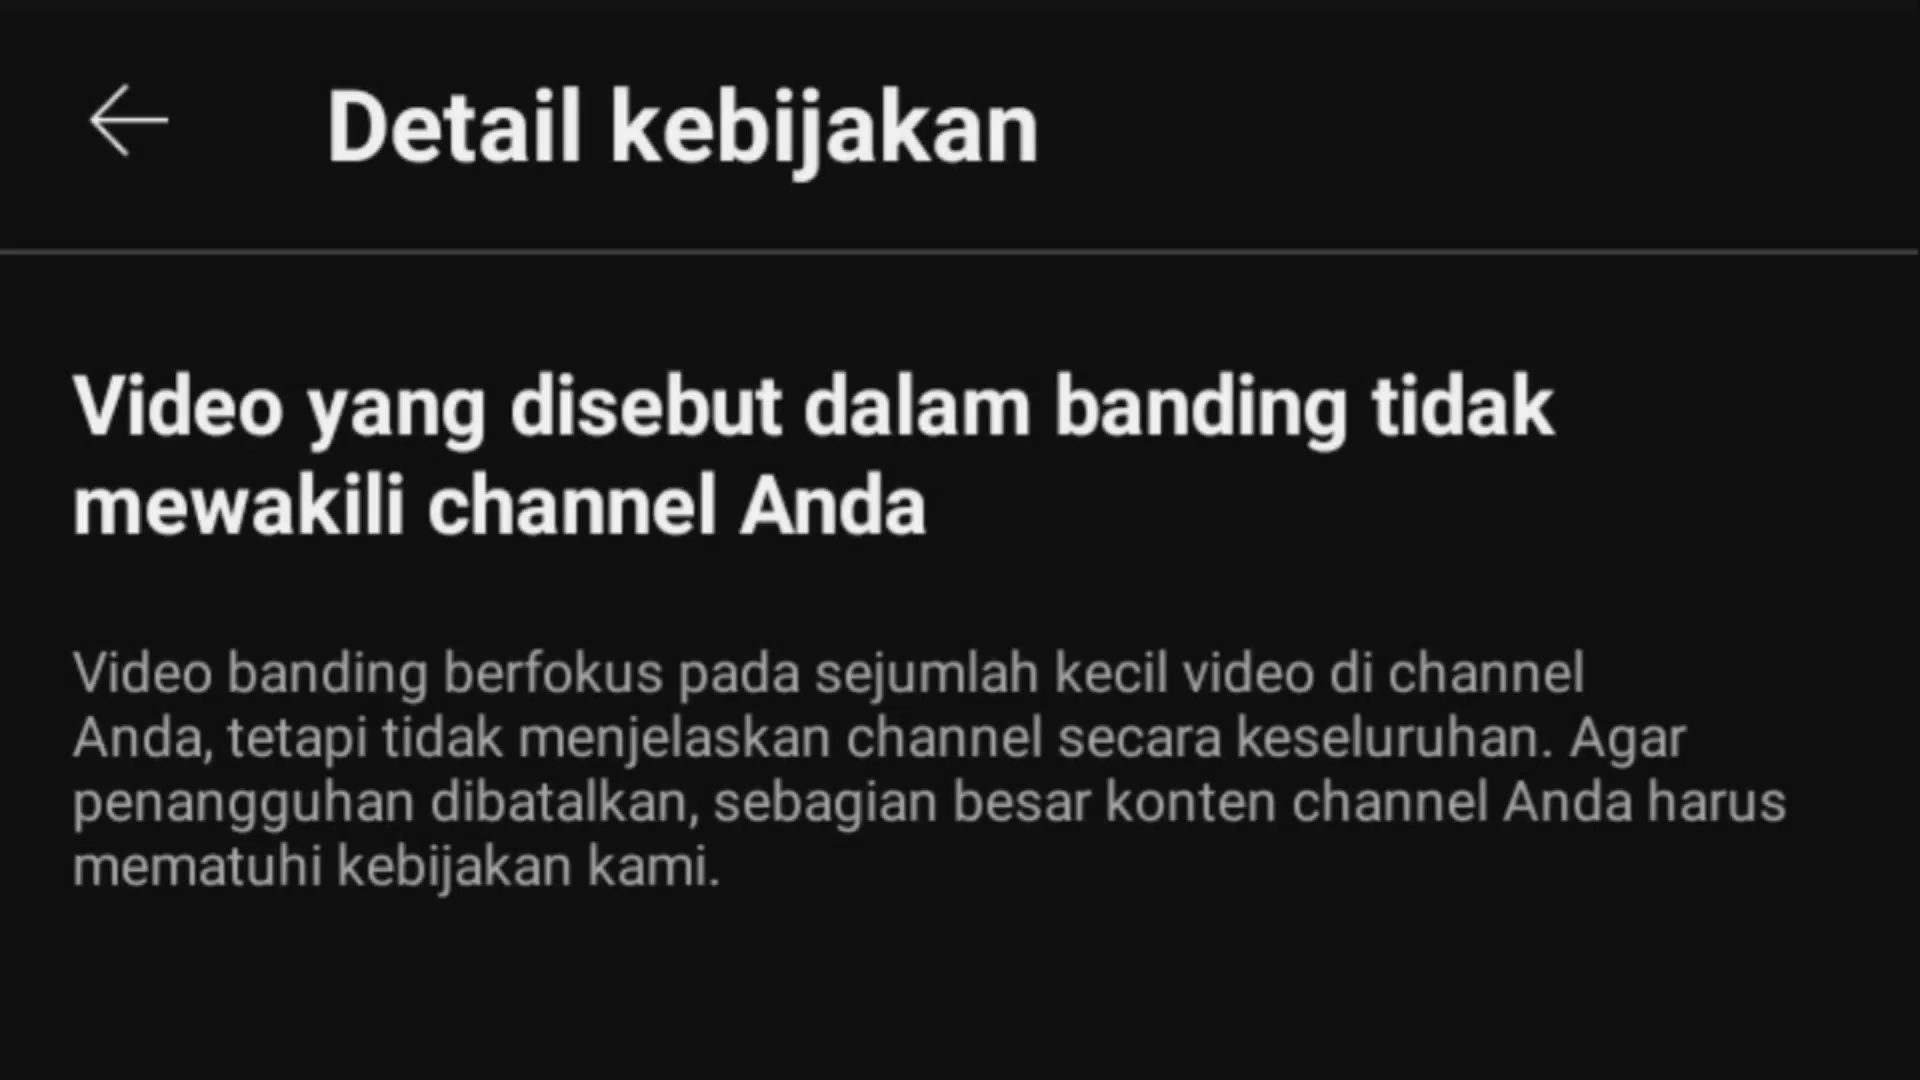 Detail kebijakan
Video yang disebut dalam banding tidak
mewakili channel Anda
Video banding berfokus pada sejumlah kecil video di channel
Anda, tetapi tidak menjelaskan channel secara keseluruhan. Agar
penangguhan dibatalkan, sebagian besar konten channel Anda harus
mematuhi kebijakan kami.